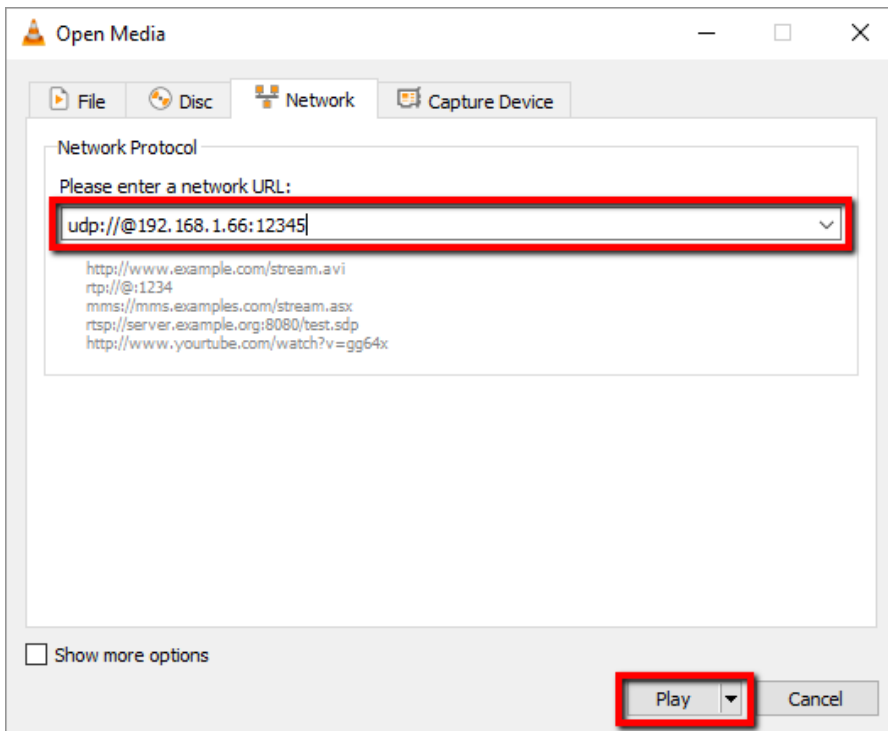 Open Media
File Disc Network Capture Device
Network Protocol
Please enter a network URL:
udp://@192.168.1.66:12345
http://www.example.com/stream.avi
rtp://@:1234
mms://mms.examples.com/stream.asx
rtsp://server.example.org:8080/test.sdp
http://www.yourtube.com/watch?v=gg64x
Show more options
Play Cancel